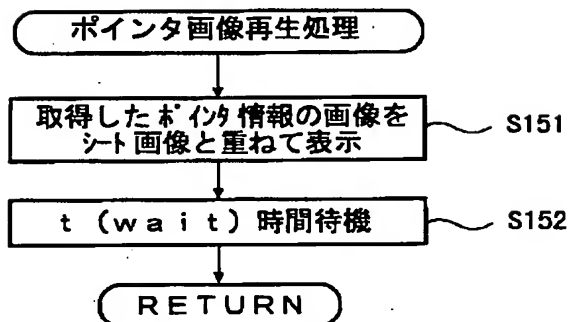 ポインタ画像再生処理
取得したﾎﾟｲﾝﾀ情報の画像を
ｼｰﾄ画像と重ねて表示
S151
t(wait)時間待機
S152
RETURN